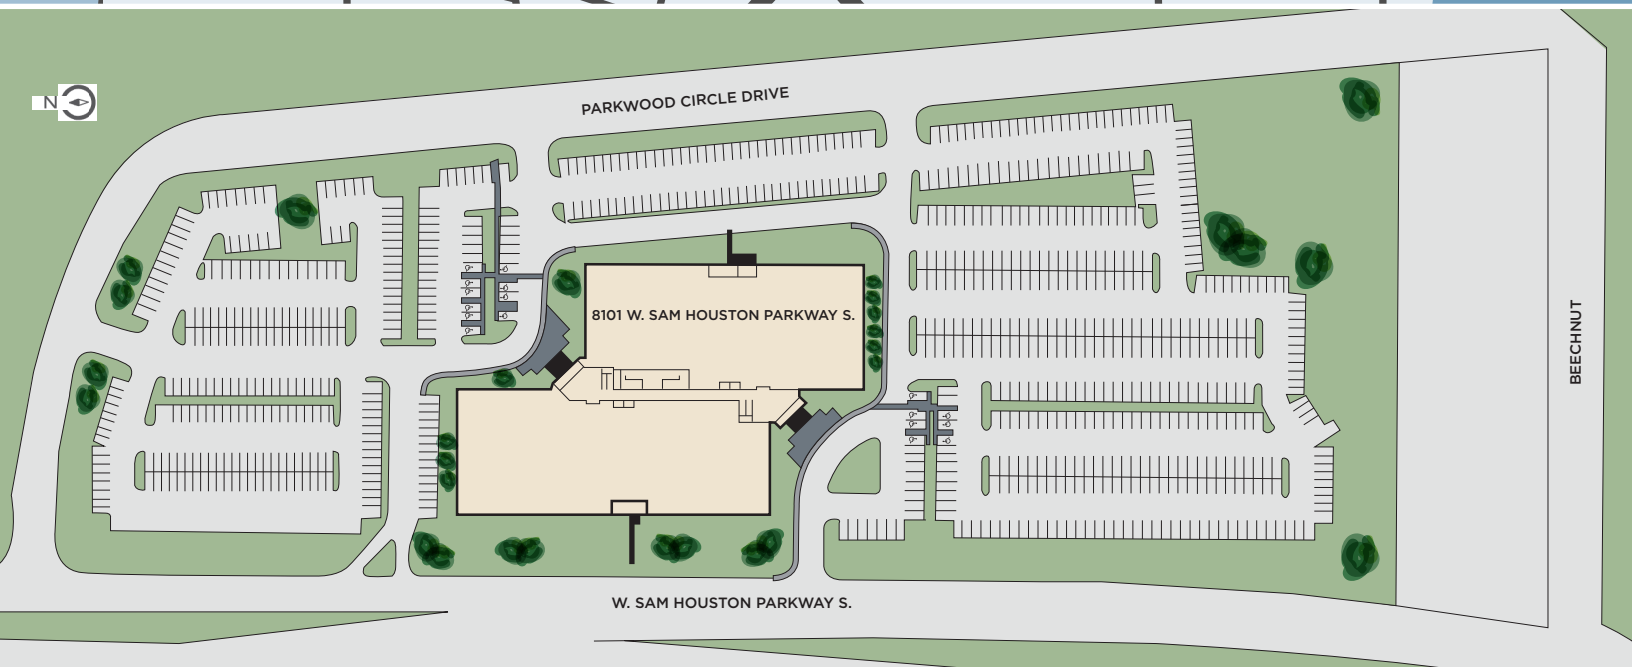 PARKWOOD CIRCLE DRIVE
N
8101 W. SAM HOUSTON PARKWAY S.
BEECHNUT
W. SAM HOUSTON PARKWAY S.